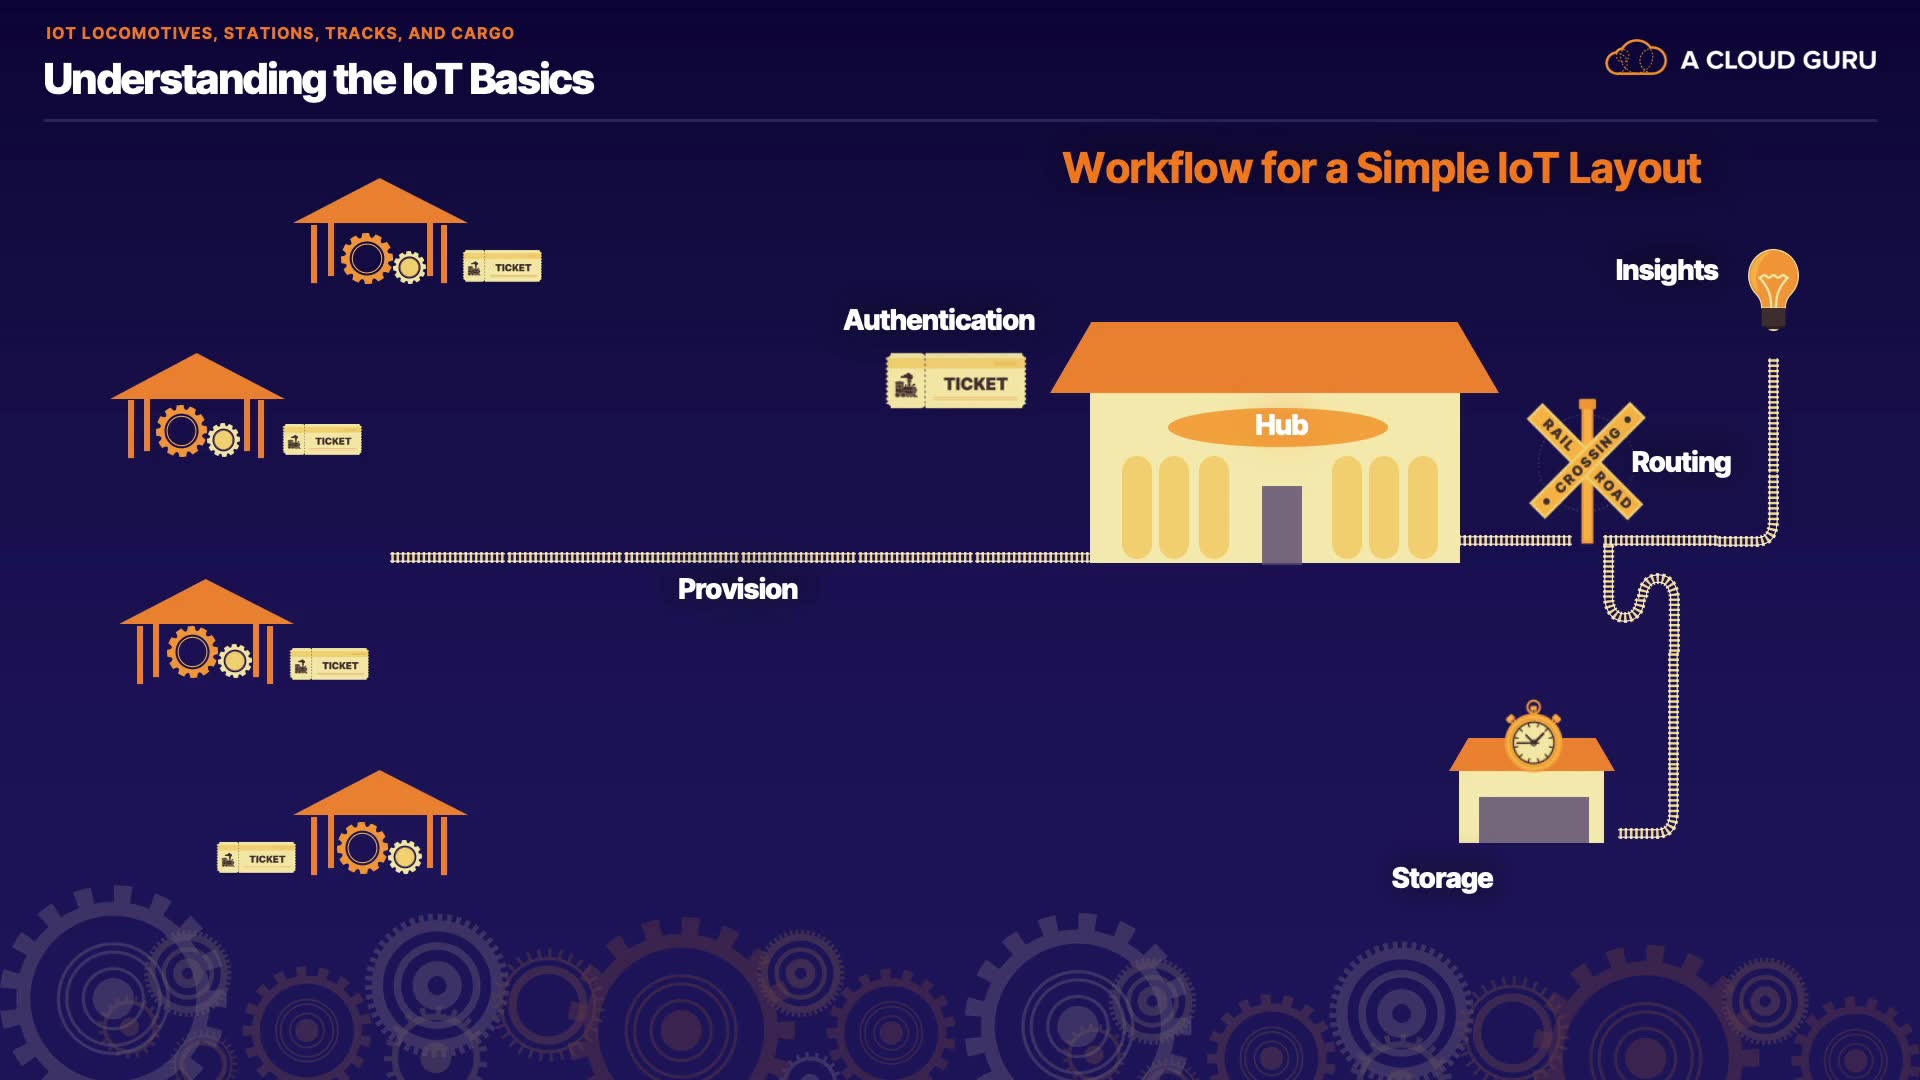 IOT LOCOMOTIVES, STATIONS, TRACKS, AND CARGO
Understanding the IoT Basics
A CLOUD GURU
Workflow for a Simple IoT Layout
TICKET
Insights
Authentication
TICKET
Hub
RAIL
CROSSING
ROAD
Routing
TICKET
Provision
TICKET
TICKET
Storage